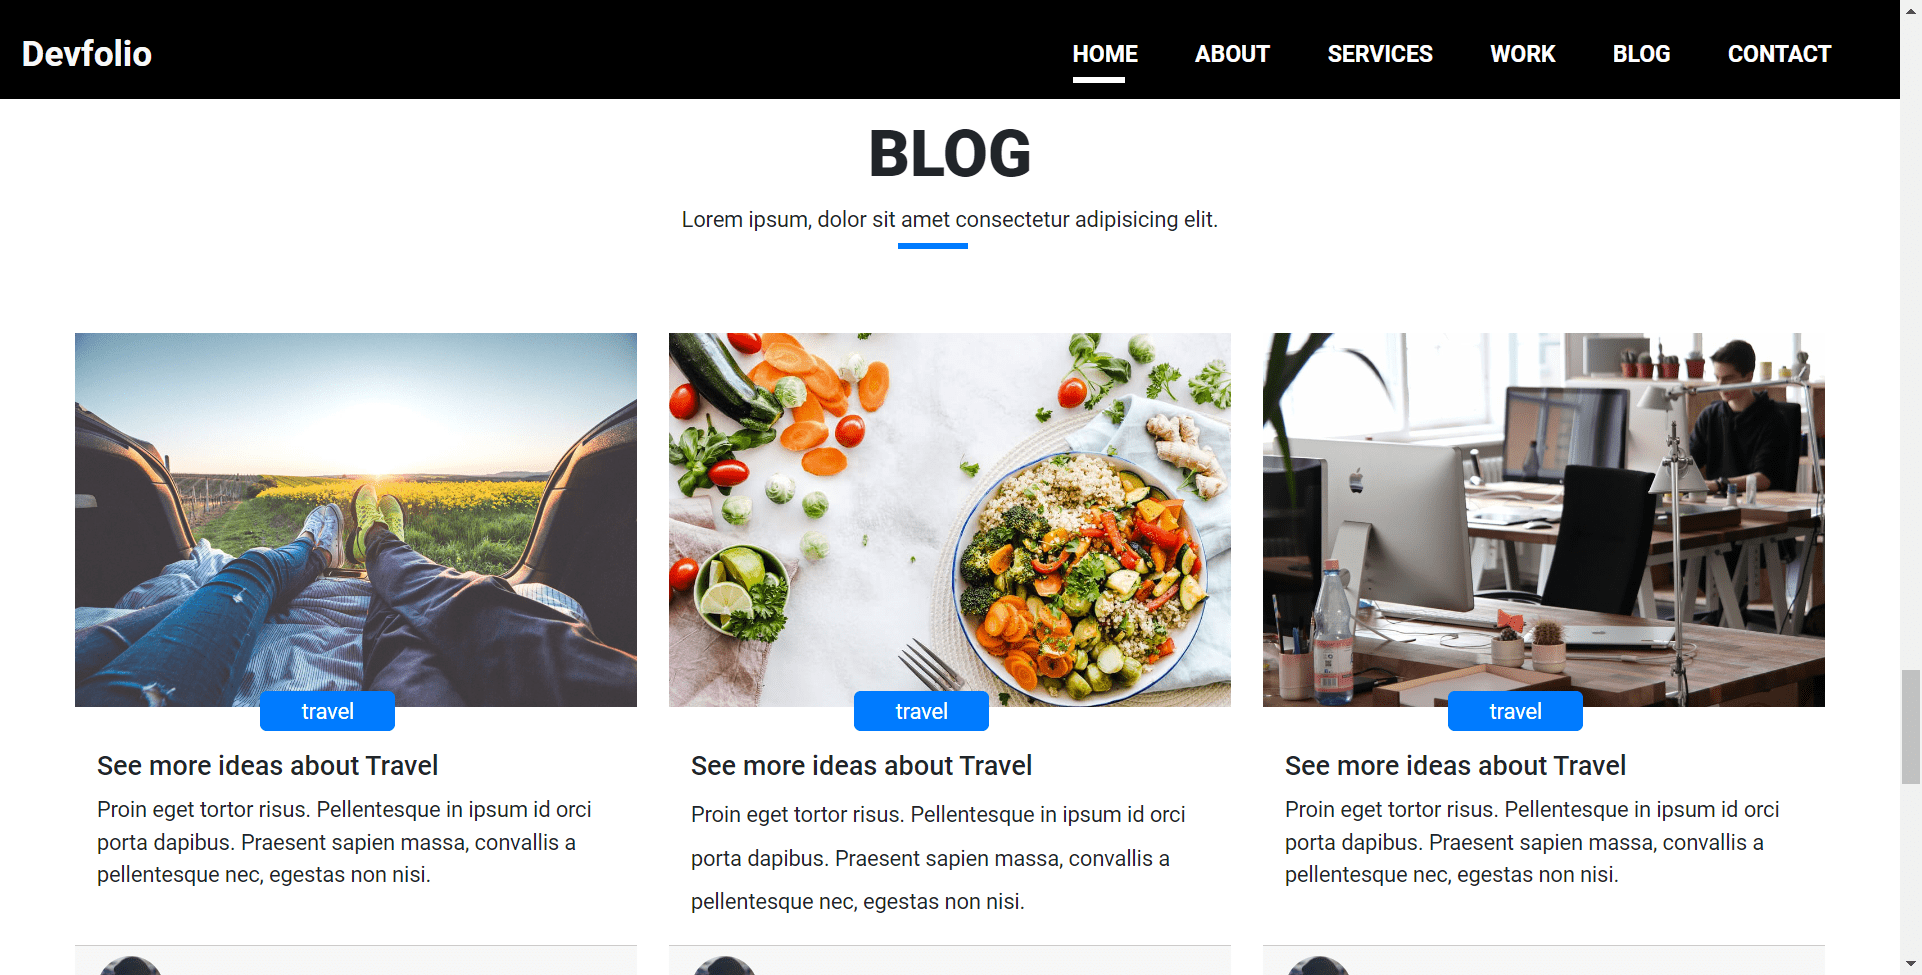 Devfolio
HOME ABOUT SERVICES WORK BLOG CONTACT
BLOG
Lorem ipsum, dolor sit amet consectetur adipisicing elit.
travel
See more ideas about Travel
Proin eget tortor risus. Pellentesque in ipsum id orci
porta dapibus. Praesent sapien massa, convallis a
pellentesque nec, egestas non nisi.
travel
See more ideas about Travel
Proin eget tortor risus. Pellentesque in ipsum id orci
porta dapibus. Praesent sapien massa, convallis a
pellentesque nec, egestas non nisi.
travel
See more ideas about Travel
Proin eget tortor risus. Pellentesque in ipsum id orci
porta dapibus. Praesent sapien massa, convallis a
pellentesque nec, egestas non nisi.